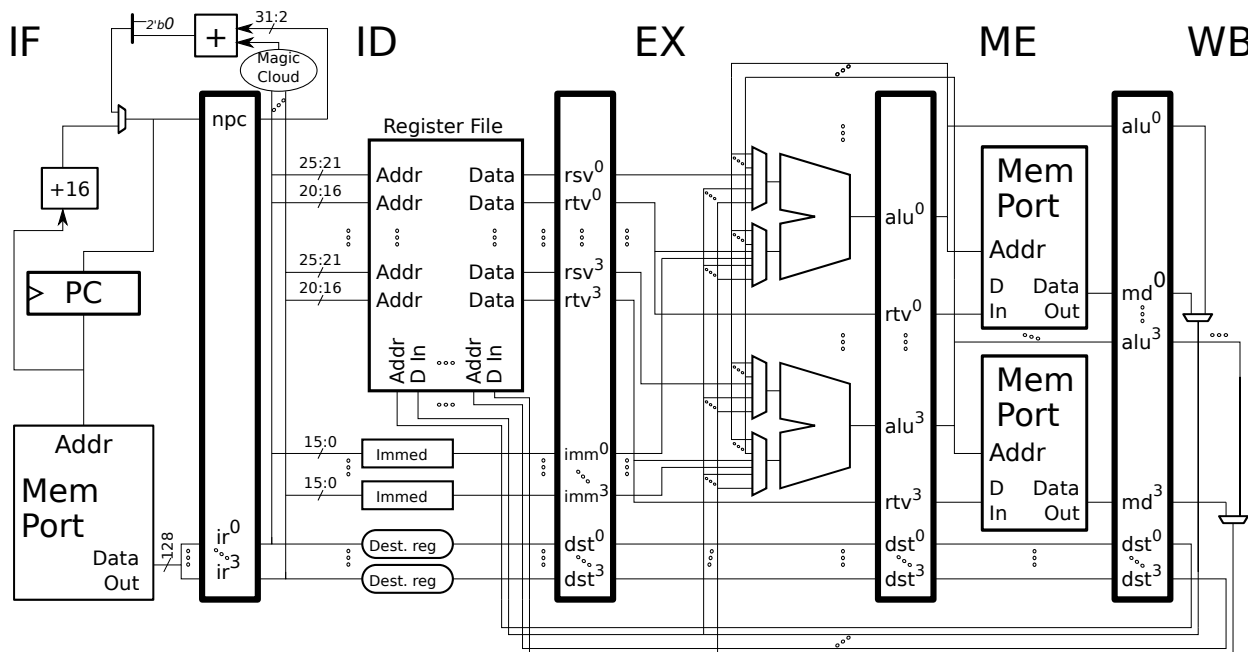 IF
ID
EX
ME
WB
2'b0
+
31:2
Magic
Cloud
npc
+16
PC
Addr
Mem
Port
Data
Out
128
ir⁰
ir³
Register File
25:21
Addr
Data
20:16
Addr
Data
25:21
Addr
Data
20:16
Addr
Data
Addr
D In
Addr
D In
15:0
Immed
15:0
Immed
Dest. reg
Dest. reg
rsv⁰
rtv⁰
rsv³
rtv³
imm⁰
imm³
dst⁰
dst³
alu⁰
rtv⁰
alu³
rtv³
dst⁰
dst³
Mem
Port
Addr
D
In
Data
Out
Mem
Port
Addr
D
In
Data
Out
alu⁰
md⁰
alu³
md³
dst⁰
dst³